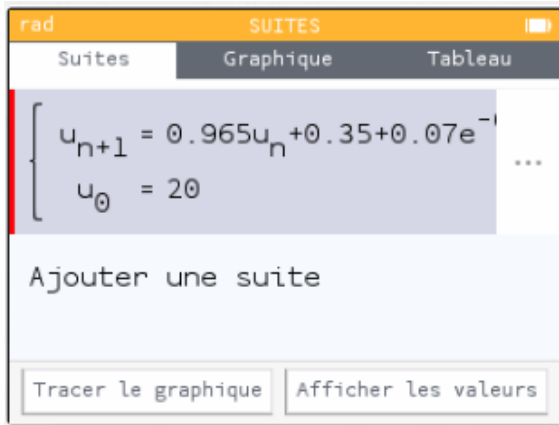 rad SUITES
Suites Graphique Tableau
uₙ₊₁ = 0.965uₙ+0.35+0.07e⁻
u₀ = 20
...
Ajouter une suite
Tracer le graphique Afficher les valeurs